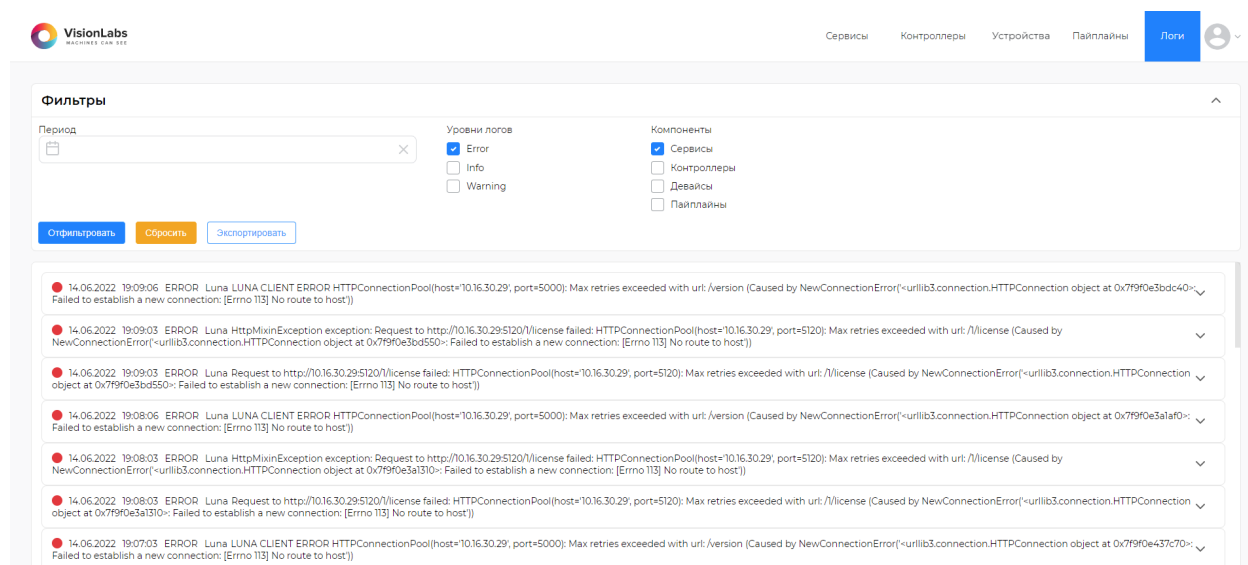 VisionLabs
MACHINES CAN SEE
Сервисы
Контроллеры
Устройства
Пайплайны
Логи
Фильтры
Период
Уровни логов
Компоненты
Error
Сервисы
Info
Контроллеры
Warning
Девайсы
Пайплайны
Отфильтровать
Сбросить
Экспортировать
14.06.2022 19:09:06 ERROR Luna LUNA CLIENT ERROR HTTPConnectionPool(host='10.16.30.29', port=5000): Max retries exceeded with url: /version (Caused by NewConnectionError('<urllib3.connection.HTTPConnection object at 0x7f9f0e3bdc40>:
Failed to establish a new connection: [Errno 113] No route to host'))
14.06.2022 19:09:03 ERROR Luna HttpMixinException exception: Request to http://10.16.30.29:5120/1/license failed: HTTPConnectionPool(host='10.16.30.29', port=5120): Max retries exceeded with url: /1/license (Caused by
NewConnectionError('<urllib3.connection.HTTPConnection object at 0x7f9f0e3bd550>: Failed to establish a new connection: [Errno 113] No route to host'))
14.06.2022 19:09:03 ERROR Luna Request to http://10.16.30.29:5120/1/license failed: HTTPConnectionPool(host='10.16.30.29', port=5120): Max retries exceeded with url: /1/license (Caused by NewConnectionError('<urllib3.connection.HTTPConnection
object at 0x7f9f0e3bd550>: Failed to establish a new connection: [Errno 113] No route to host'))
14.06.2022 19:08:06 ERROR Luna LUNA CLIENT ERROR HTTPConnectionPool(host='10.16.30.29', port=5000): Max retries exceeded with url: /version (Caused by NewConnectionError('<urllib3.connection.HTTPConnection object at 0x7f9f0e3a1af0>:
Failed to establish a new connection: [Errno 113] No route to host'))
14.06.2022 19:08:03 ERROR Luna HttpMixinException exception: Request to http://10.16.30.29:5120/1/license failed: HTTPConnectionPool(host='10.16.30.29', port=5120): Max retries exceeded with url: /1/license (Caused by
NewConnectionError('<urllib3.connection.HTTPConnection object at 0x7f9f0e3a1310>: Failed to establish a new connection: [Errno 113] No route to host'))
14.06.2022 19:08:03 ERROR Luna Request to http://10.16.30.29:5120/1/license failed: HTTPConnectionPool(host='10.16.30.29', port=5120): Max retries exceeded with url: /1/license (Caused by NewConnectionError('<urllib3.connection.HTTPConnection
object at 0x7f9f0e3a1310>: Failed to establish a new connection: [Errno 113] No route to host'))
14.06.2022 19:07:03 ERROR Luna LUNA CLIENT ERROR HTTPConnectionPool(host='10.16.30.29', port=5000): Max retries exceeded with url: /version (Caused by NewConnectionError('<urllib3.connection.HTTPConnection object at 0x7f9f0e437c70>:
Failed to establish a new connection: [Errno 113] No route to host'))